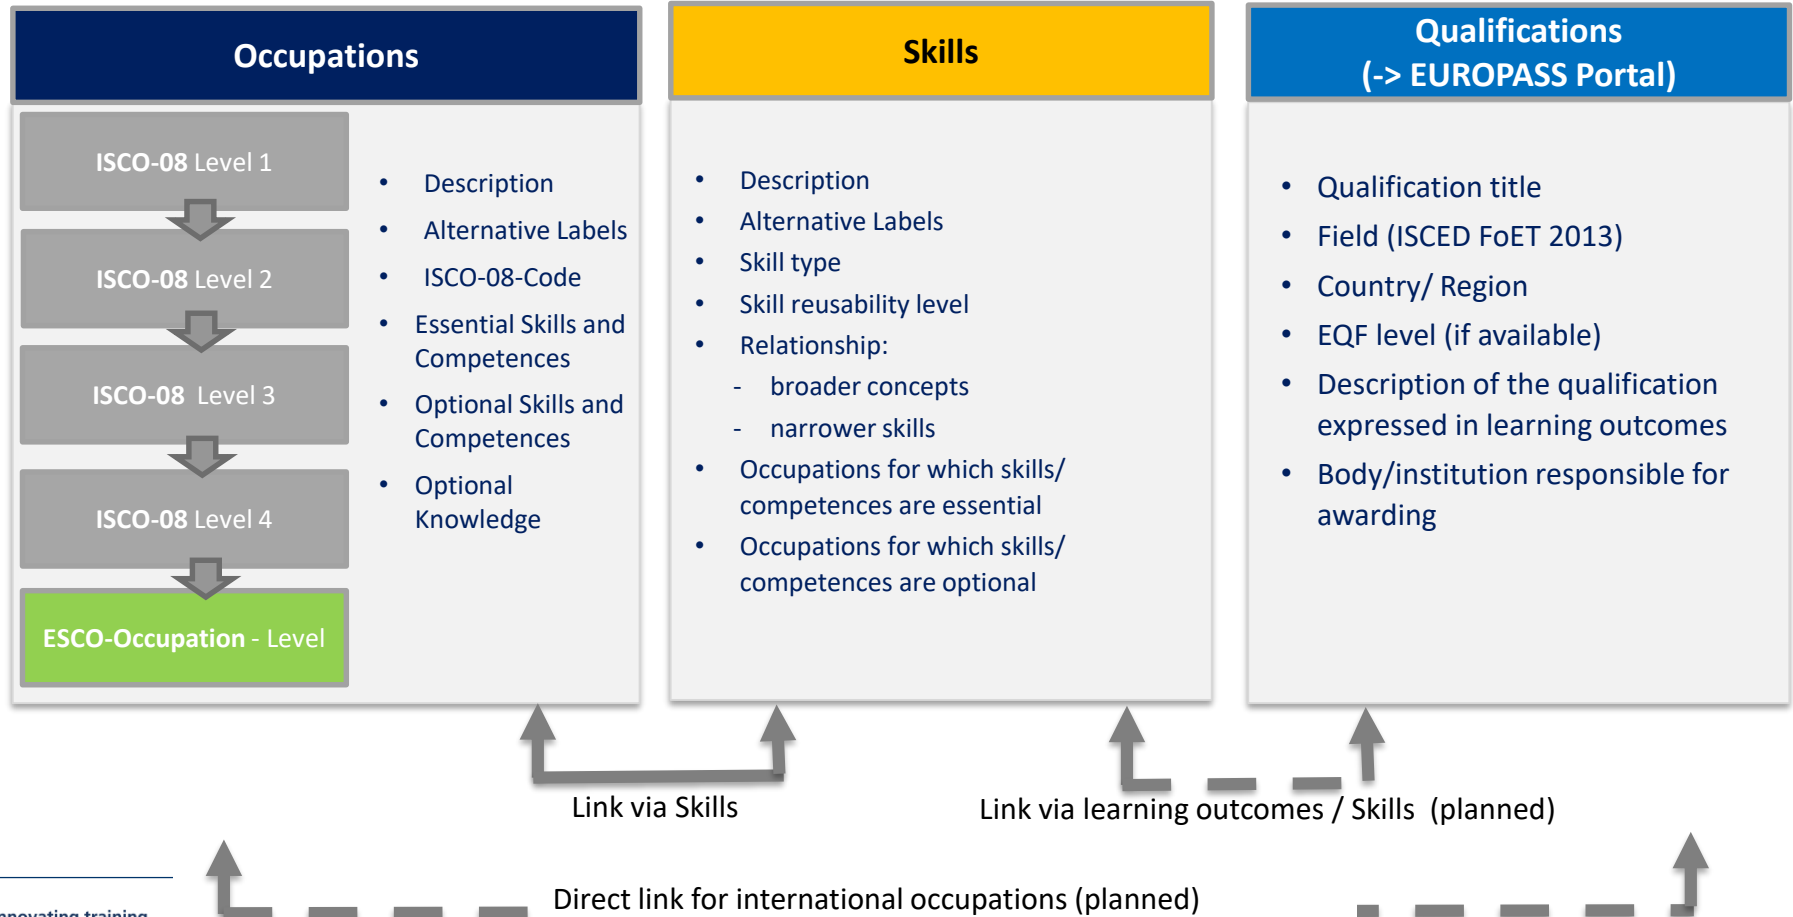 Occupations
ISCO-08 Level 1
ISCO-08 Level 2
ISCO-08 Level 3
ISCO-08 Level 4
ESCO-Occupation - Level
• Description
• Alternative Labels
• ISCO-08-Code
• Essential Skills and
Competences
• Optional Skills and
Competences
• Optional
Knowledge
Skills
• Description
• Alternative Labels
• Skill type
• Skill reusability level
• Relationship:
- broader concepts
- narrower skills
• Occupations for which skills/
competences are essential
• Occupations for which skills/
competences are optional
Qualifications
(-> EUROPASS Portal)
• Qualification title
• Field (ISCED FoET 2013)
• Country/ Region
• EQF level (if available)
• Description of the qualification
expressed in learning outcomes
• Body/institution responsible for
awarding
Link via Skills
Link via learning outcomes / Skills (planned)
Direct link for international occupations (planned)
training